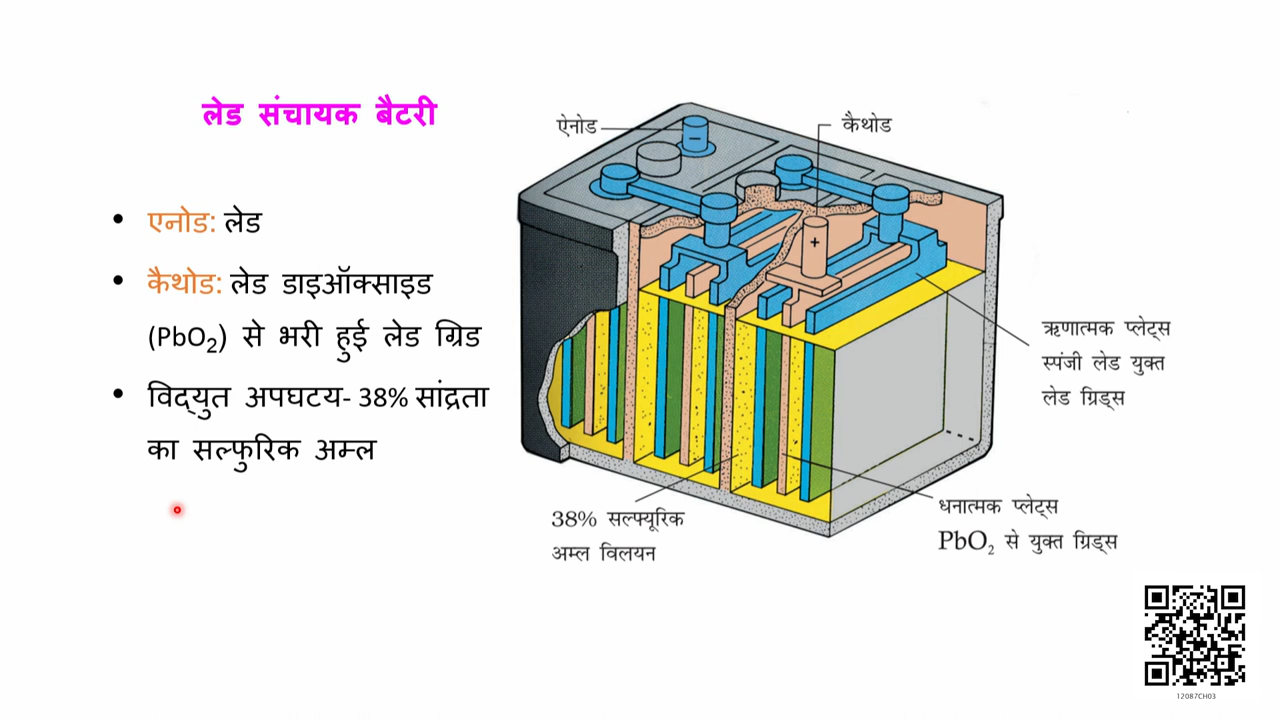 लेड संचायक बैटरी
• एनोड: लेड
• कैथोड: लेड डाइऑक्साइड
(PbO₂) से भरी हुई लेड ग्रिड
• विद्युत अपघटय- 38% सांद्रता
का सल्फुरिक अम्ल
ऐनोड
कैथोड
−
+
ऋणात्मक प्लेट्स
स्पंजी लेड युक्त
लेड ग्रिड्स
38% सल्फ्यूरिक
अम्ल विलयन
धनात्मक प्लेट्स
PbO₂ से युक्त ग्रिड्स
12087CH03